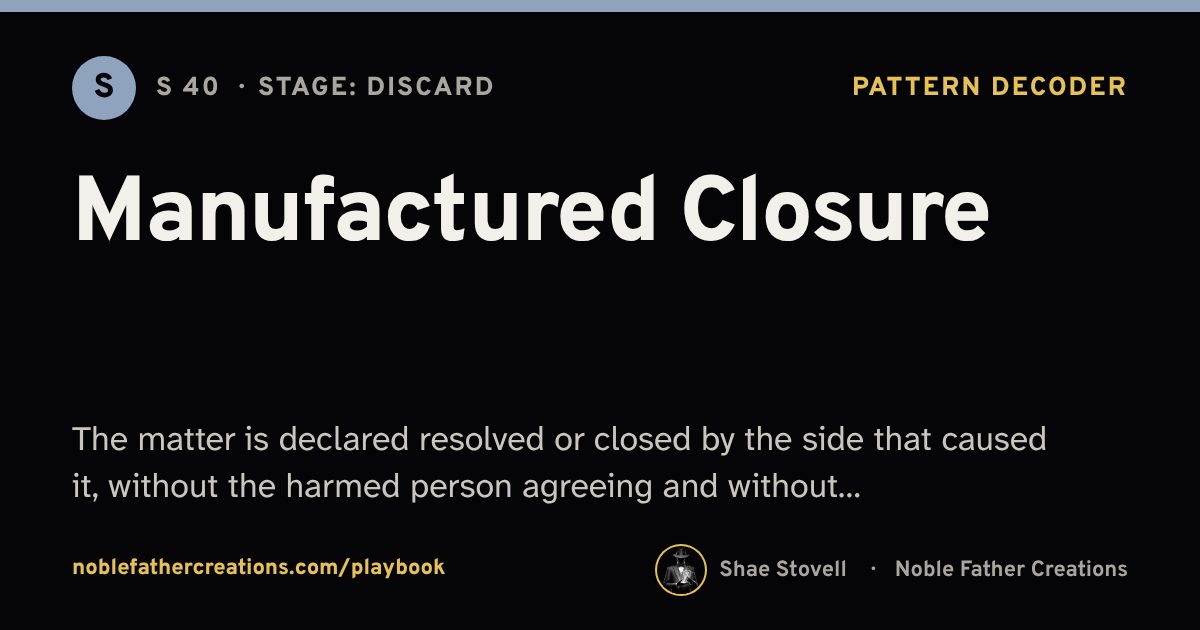 S
S 40 · STAGE: DISCARD
PATTERN DECODER
Manufactured Closure
The matter is declared resolved or closed by the side that caused
it, without the harmed person agreeing and without...
noblefathercreations.com/playbook
Shae Stovell · Noble Father Creations